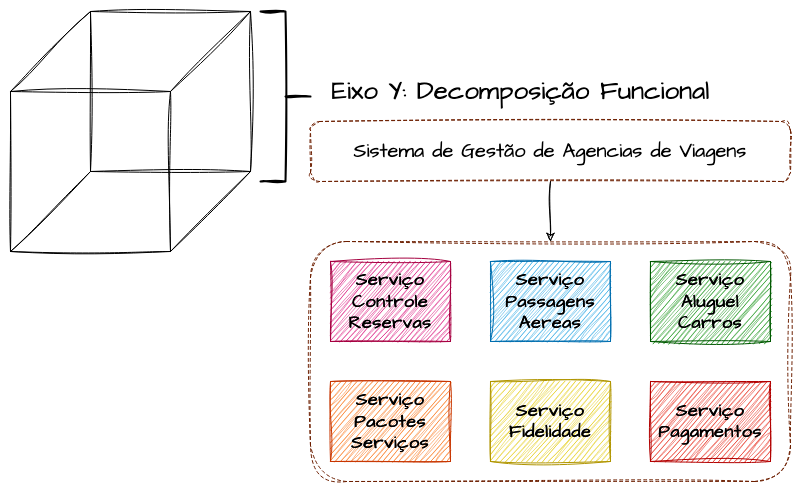 Eixo Y: Decomposição Funcional
Sistema de Gestão de Agencias de Viagens
Serviço
Controle
Reservas
Serviço
Passagens
Aereas
Serviço
Aluguel
Carros
Serviço
Pacotes
Serviços
Serviço
Fidelidade
Serviço
Pagamentos